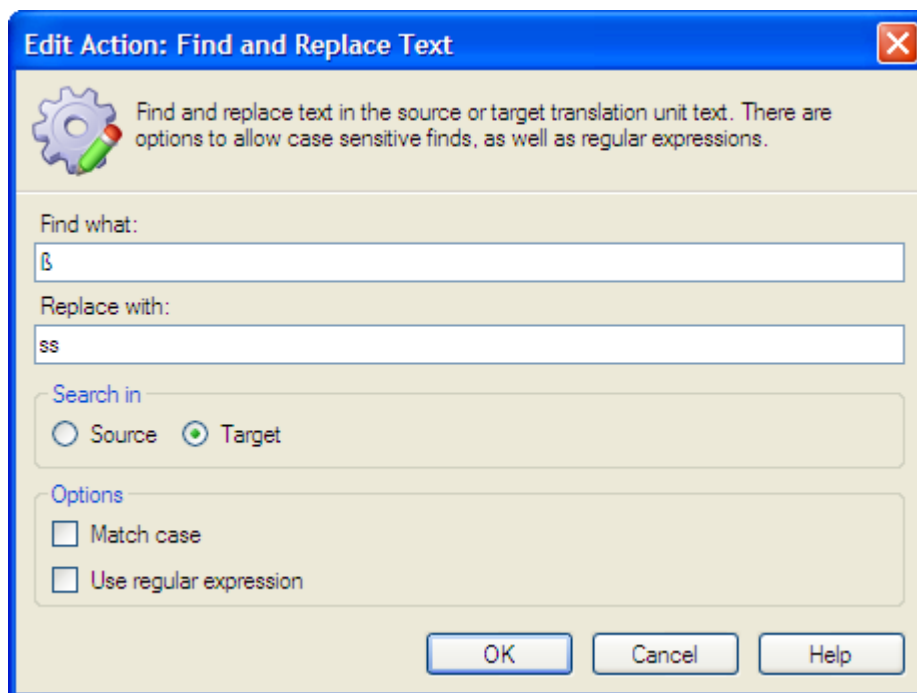 Edit Action: Find and Replace Text
Find and replace text in the source or target translation unit text. There are
options to allow case sensitive finds, as well as regular expressions.
Find what:
ß
Replace with:
ss
Search in
Source Target
Options
Match case
Use regular expression
OK Cancel Help